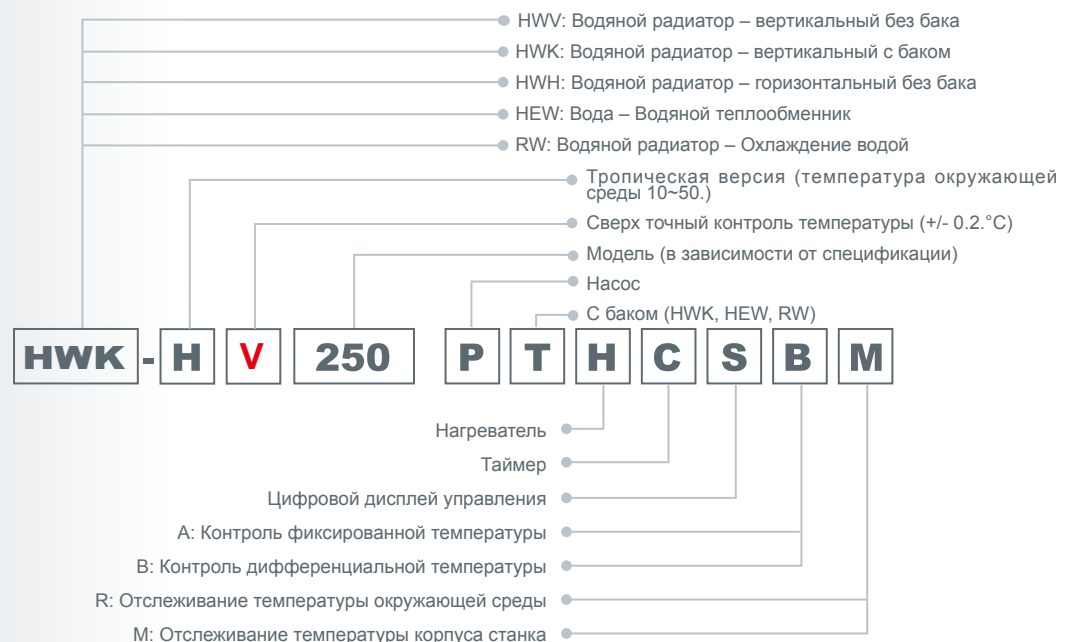 HWV: Водяной радиатор – вертикальный без бака
HWK: Водяной радиатор – вертикальный с баком
HWH: Водяной радиатор – горизонтальный без бака
HEW: Вода – Водяной теплообменник
RW: Водяной радиатор – Охлаждение водой
Тропическая версия (температура окружающей
среды 10~50.)
Сверх точный контроль температуры (+/- 0.2.°C)
Модель (в зависимости от спецификации)
Насос
С баком (HWK, HEW, RW)
HWK - H V 250 P T H C S B M
Нагреватель
Таймер
Цифровой дисплей управления
A: Контроль фиксированной температуры
B: Контроль дифференциальной температуры
R: Отслеживание температуры окружающей среды
M: Отслеживание температуры корпуса станка